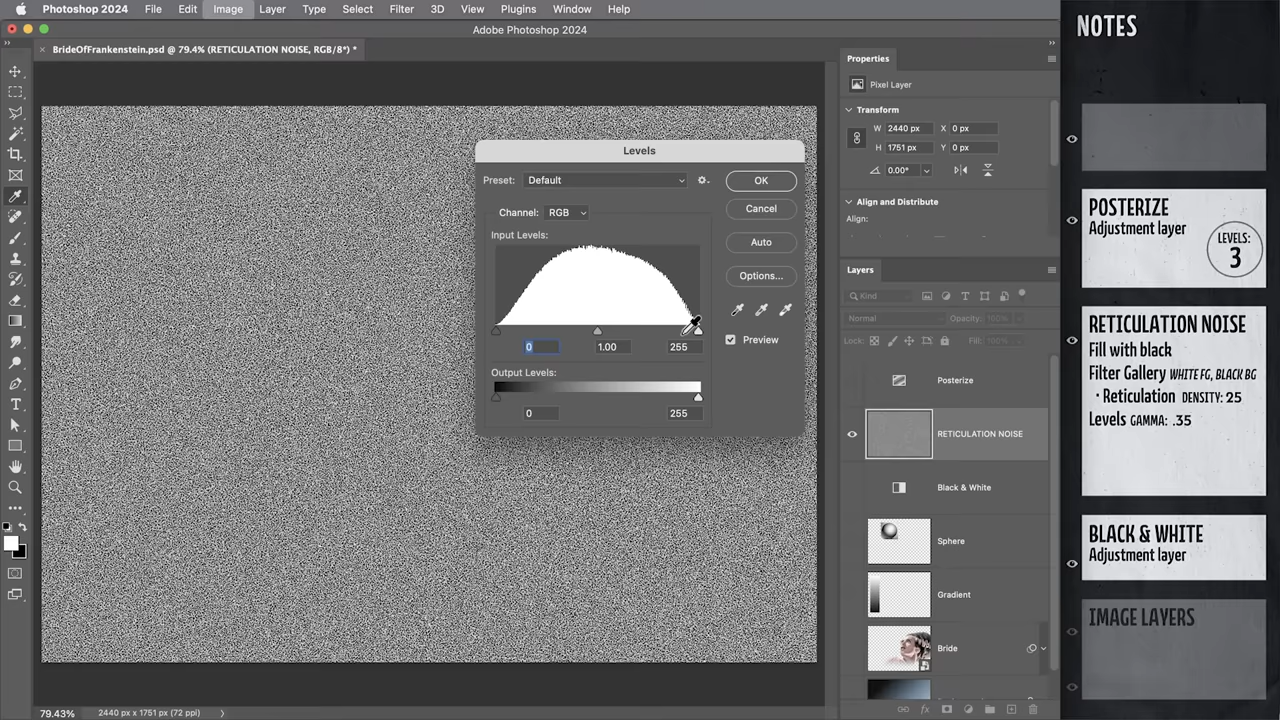 Photoshop 2024 File Edit Image Layer Type Select Filter 3D View Plugins Window Help
Adobe Photoshop 2024
BrideOfFrankenstein.psd @ 79.4% (RETICULATION NOISE, RGB/8*) *
Levels
Preset: Default
OK
Channel: RGB
Cancel
Input Levels:
Auto
Options...
Preview
0 1.00 255
Output Levels:
0 255
Properties
Pixel Layer
Transform
W 2440 px X 0 px
H 1751 px Y 0 px
0.00°
Align and Distribute
Align:
Layers
Kind
Normal Opacity: 100%
Lock: Fill: 100%
Posterize
RETICULATION NOISE
Black & White
Sphere
Gradient
Bride
79.43% 2440 px x 1751 px (72 ppi)
NOTES
POSTERIZE
Adjustment layer
LEVELS:
3
RETICULATION NOISE
Fill with black
Filter Gallery WHITE FG, BLACK BG
• Reticulation DENSITY: 25
Levels GAMMA: .35
BLACK & WHITE
Adjustment layer
IMAGE LAYERS